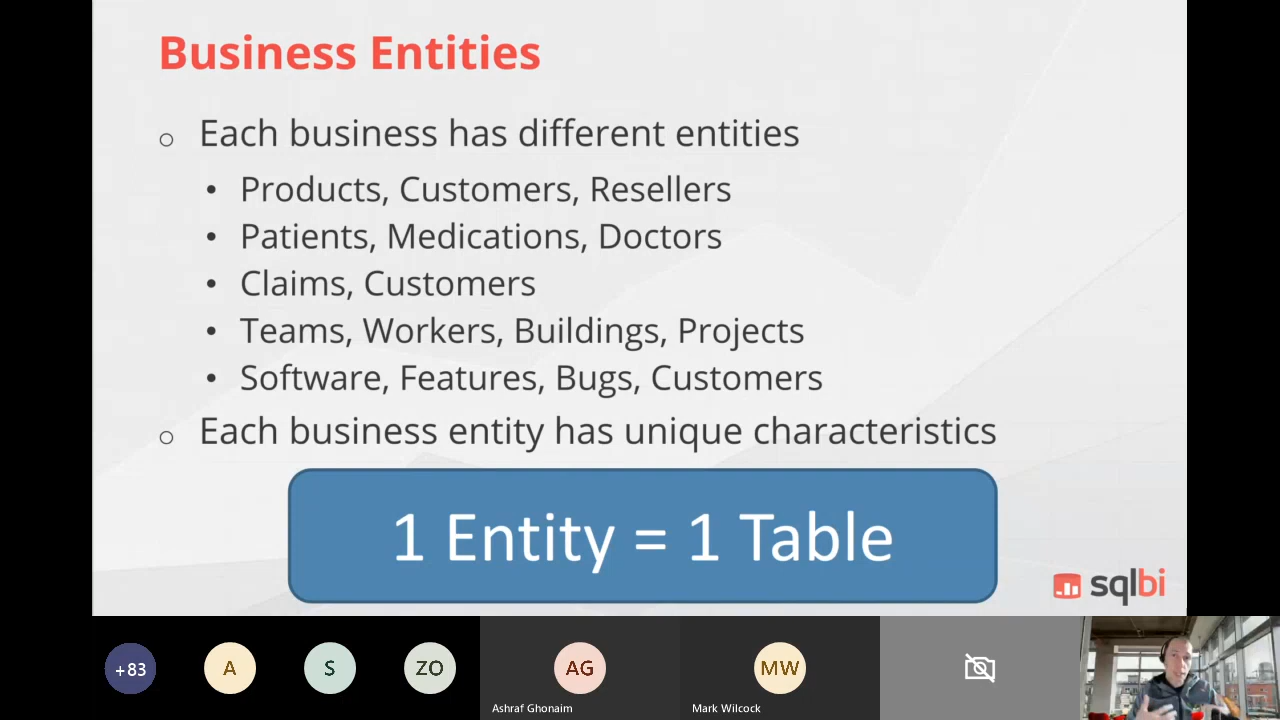 Business Entities
o Each business has different entities
• Products, Customers, Resellers
• Patients, Medications, Doctors
• Claims, Customers
• Teams, Workers, Buildings, Projects
• Software, Features, Bugs, Customers
o Each business entity has unique characteristics
1 Entity = 1 Table
sqlbi
+83
A
S
ZO
AG
MW
Ashraf Ghonaim
Mark Wilcock